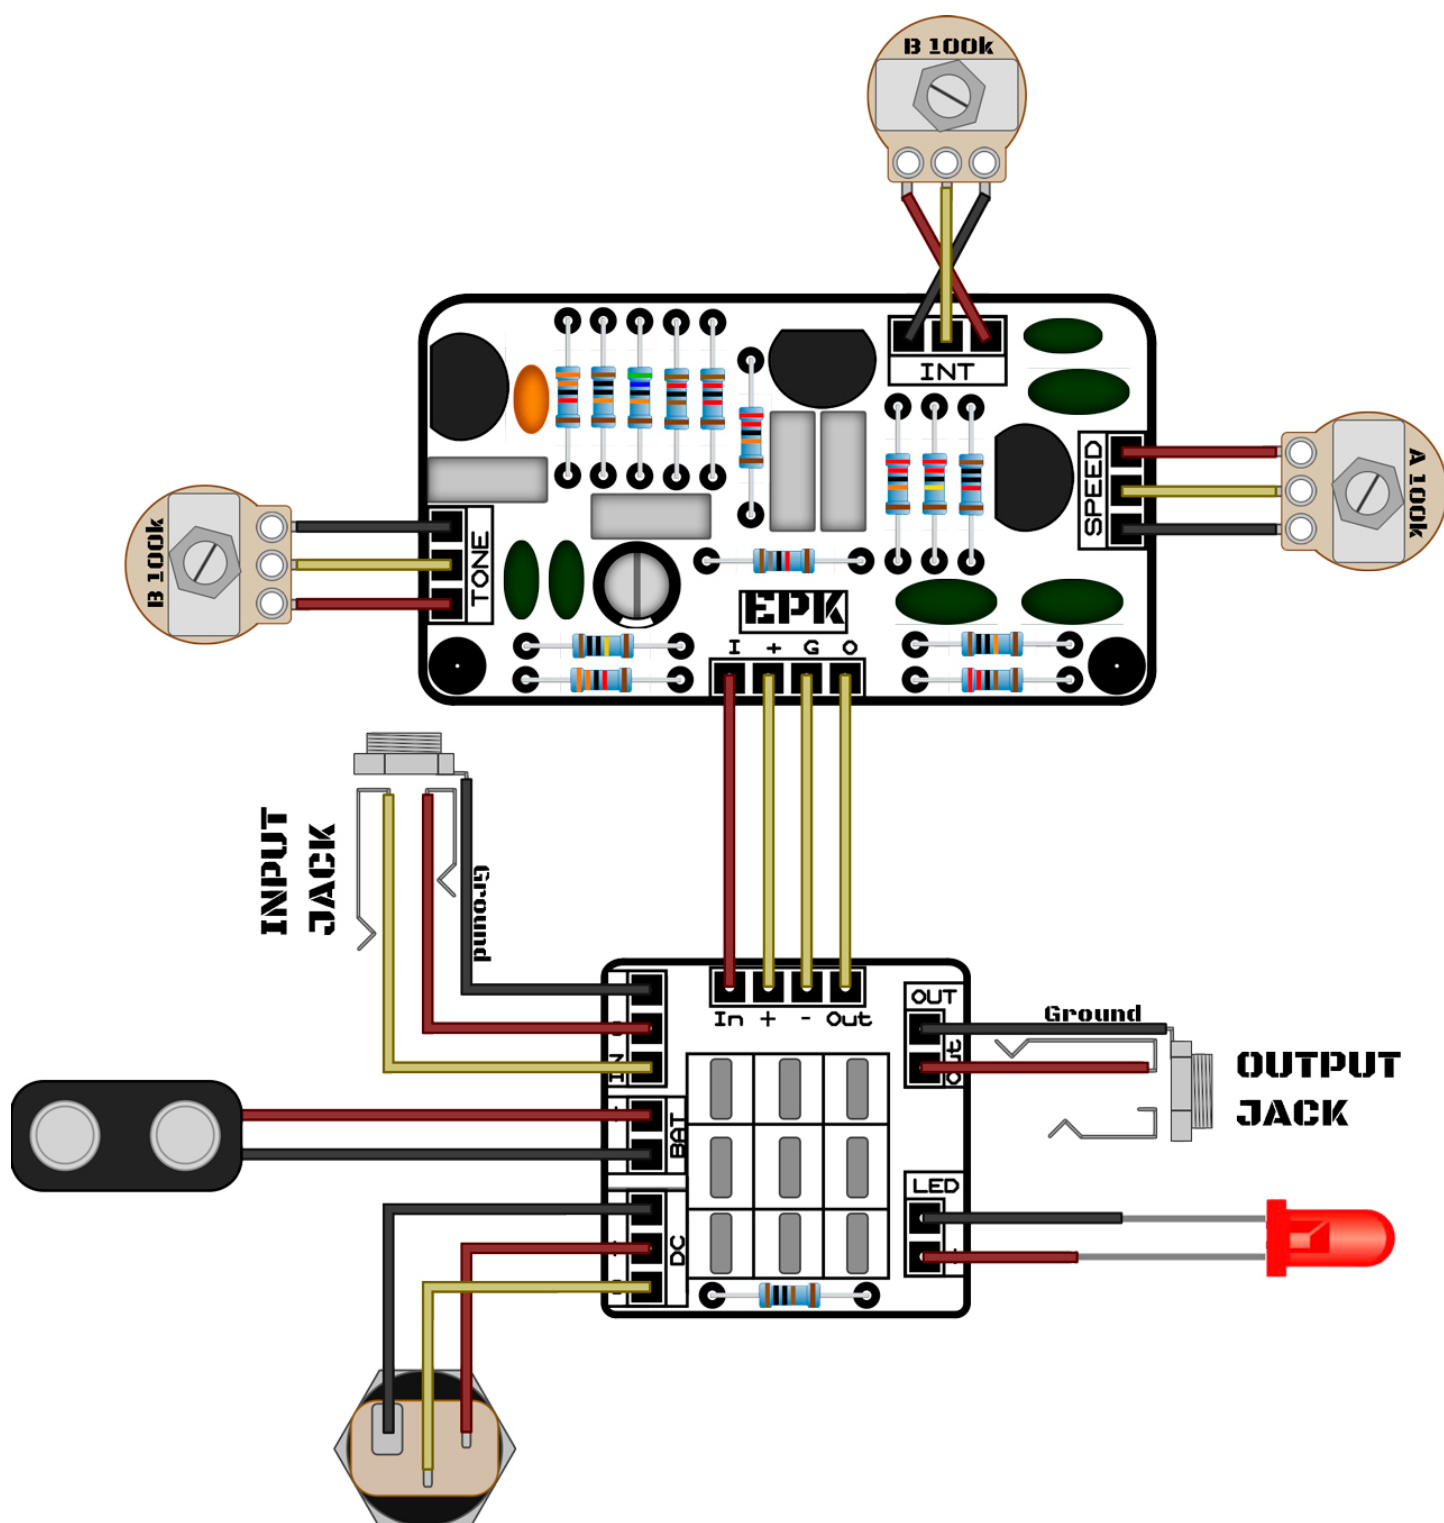 B 100k
INT
SPEED
A 100k
B 100k
TONE
EPK
I + G O
INPUT
JACK
Ground
In + - Out
OUT
Out
Ground
OUTPUT
JACK
IN
BAT
LED
DC